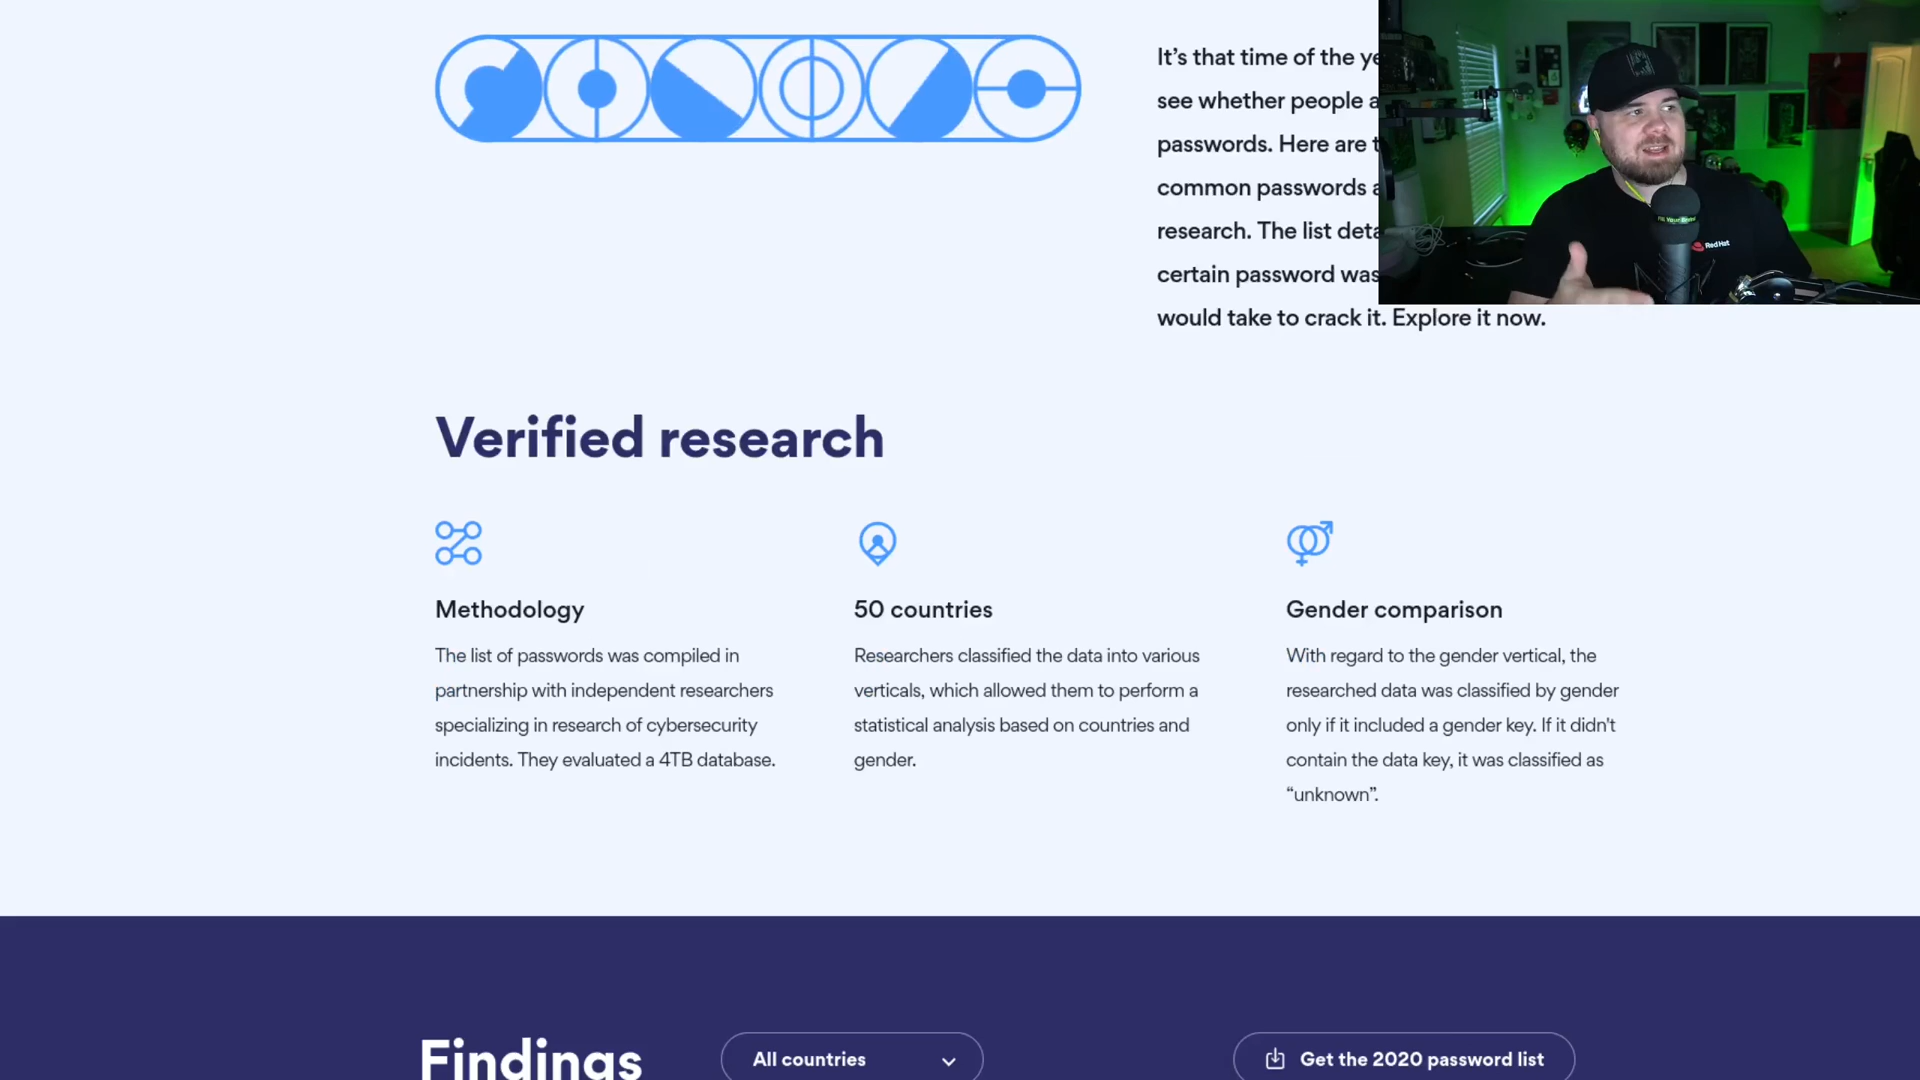 It’s that time of the
see whether people
passwords. Here are
common passwords
research. The list
certain password was
would take to crack it. Explore it now.
Red Hat
Verified research
Methodology
The list of passwords was compiled in
partnership with independent researchers
specializing in research of cybersecurity
incidents. They evaluated a 4TB database.
50 countries
Researchers classified the data into various
verticals, which allowed them to perform a
statistical analysis based on countries and
gender.
Gender comparison
With regard to the gender vertical, the
researched data was classified by gender
only if it included a gender key. If it didn't
contain the data key, it was classified as
“unknown”.
Findings
All countries
Get the 2020 password list